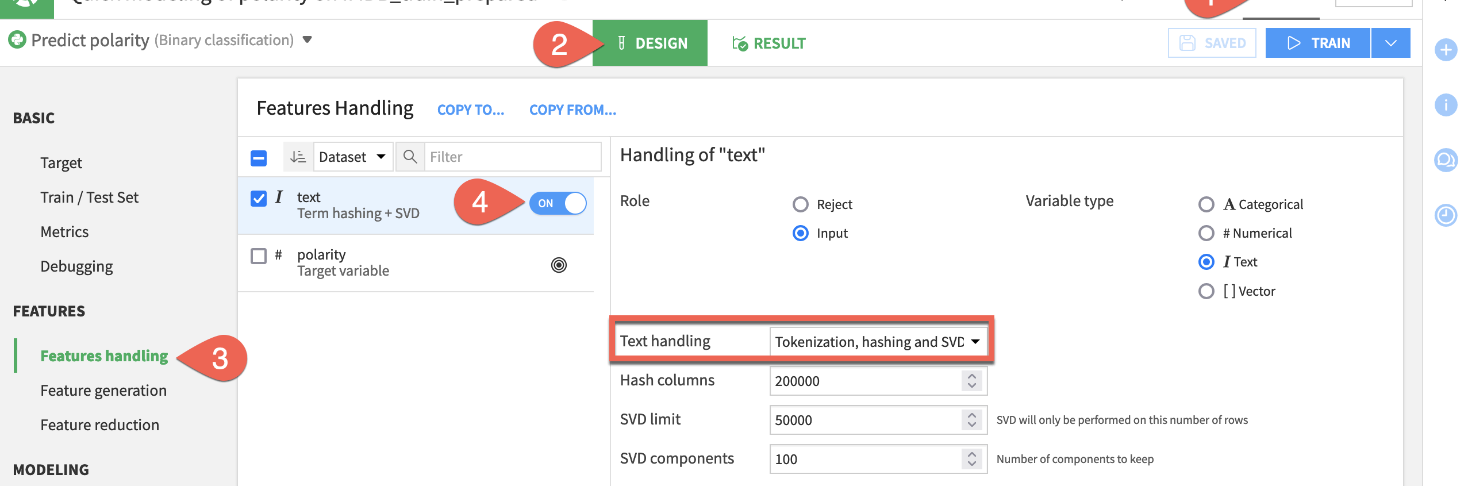 Predict polarity (Binary classification)
2
DESIGN
RESULT
SAVED
TRAIN
BASIC
Target
Train / Test Set
Metrics
Debugging
FEATURES
Features handling
3
Feature generation
Feature reduction
MODELING
Features Handling COPY TO... COPY FROM...
Dataset Filter
text
Term hashing + SVD
4
ON
# polarity
Target variable
Handling of "text"
Role
Reject
Input
Variable type
A Categorical
# Numerical
I Text
[ ] Vector
Text handling Tokenization, hashing and SVD
Hash columns 200000
SVD limit 50000 SVD will only be performed on this number of rows
SVD components 100 Number of components to keep